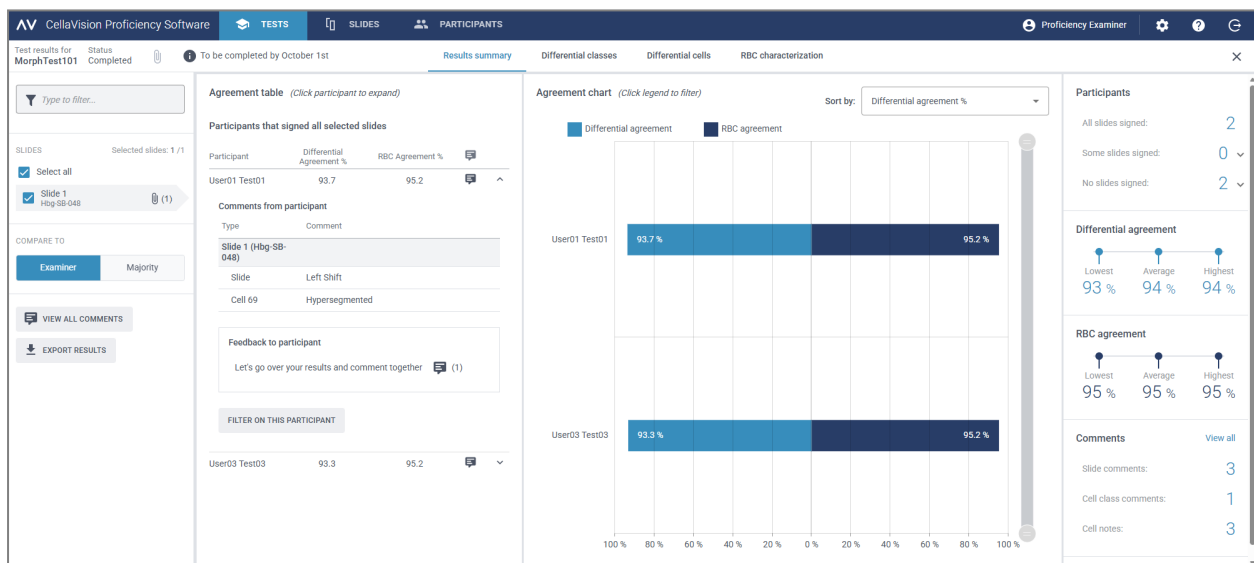 CellaVision Proficiency Software
TESTS
SLIDES
PARTICIPANTS
Proficiency Examiner
Test results for
MorphTest101
Status
Completed
To be completed by October 1st
Results summary
Differential classes
Differential cells
RBC characterization
Type to filter...
SLIDES
Selected slides: 1 /1
Select all
Slide 1
Hbg-SB-048
(1)
COMPARE TO
Examiner
Majority
VIEW ALL COMMENTS
EXPORT RESULTS
Agreement table (Click participant to expand)
Participants that signed all selected slides
Participant
Differential
Agreement %
RBC Agreement %
User01 Test01 93.7 95.2
Comments from participant
Type Comment
Slide 1 (Hbg-SB-
048)
Slide Left Shift
Cell 69 Hypersegmented
Feedback to participant
Let's go over your results and comment together (1)
FILTER ON THIS PARTICIPANT
User03 Test03 93.3 95.2
Agreement chart (Click legend to filter)
Sort by: Differential agreement %
Differential agreement
RBC agreement
User01 Test01 93.7 % 95.2 %
User03 Test03 93.3 % 95.2 %
100 % 80 % 60 % 40 % 20 % 0 % 20 % 40 % 60 % 80 % 100 %
Participants
All slides signed: 2
Some slides signed: 0
No slides signed: 2
Differential agreement
Lowest Average Highest
93 % 94 % 94 %
RBC agreement
Lowest Average Highest
95 % 95 % 95 %
Comments View all
Slide comments: 3
Cell class comments: 1
Cell notes: 3